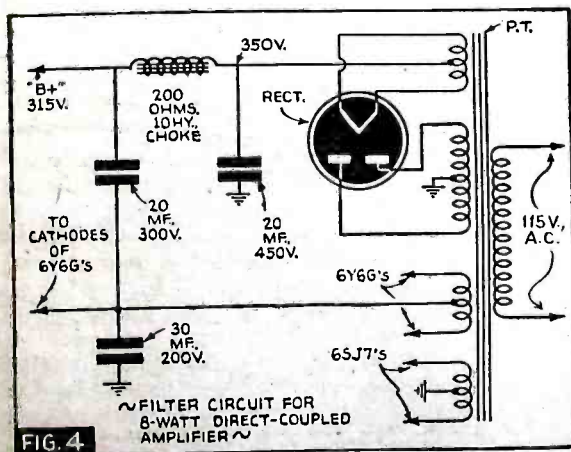 P.T.
350V.
"B+"
315V.
200
OHMS,
10HY.,
CHOKE
RECT.
20
MF.,
300V.
20
MF.,
450V.
115V.,
A.C.
TO
CATHODES
OF
6Y6G'S
6Y6G'S
30
MF.
200V.
6SJ7'S
~FILTER CIRCUIT FOR
8-WATT DIRECT-COUPLED
AMPLIFIER~
FIG. 4